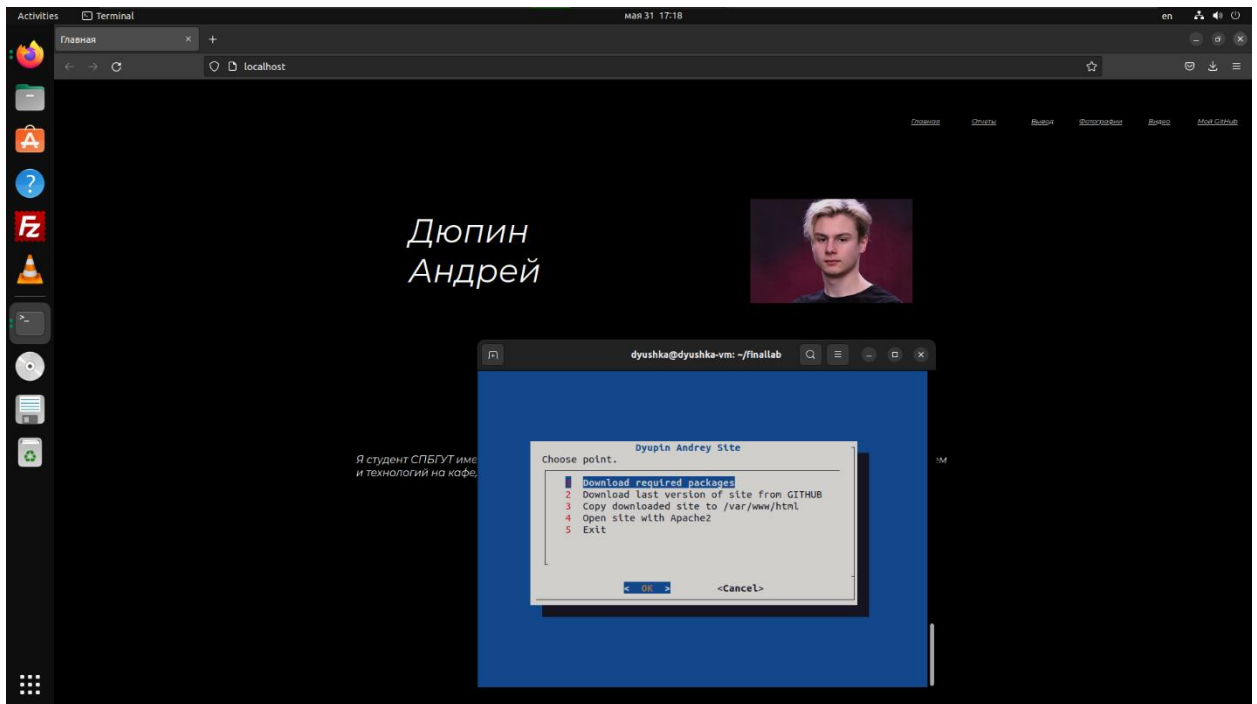 Activities Terminal мая 31 17:18 en
Главная
localhost
Главная Отчеты Вывод Фотографии Видео Мой GitHub
Дюпин
Андрей
dyushka@dyushka-vm: ~/finallab
Dyupin Andrey Site
Choose point.
1 Download required packages
2 Download last version of site from GITHUB
3 Copy downloaded site to /var/www/html
4 Open site with Apache2
5 Exit
< OK > <Cancel>
Я студент СПБГУТ име ем
и технологий на кафе,